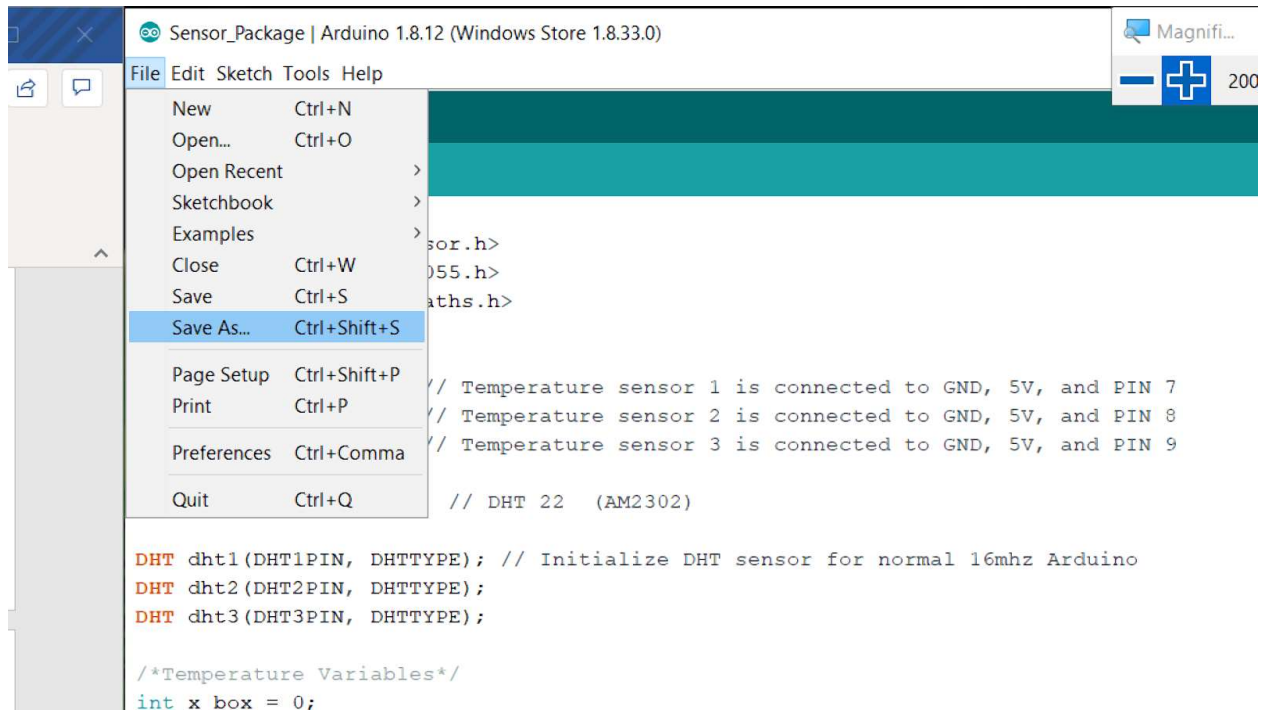 Sensor_Package | Arduino 1.8.12 (Windows Store 1.8.33.0)
Magnifi...
200
File Edit Sketch Tools Help
New Ctrl+N
Open... Ctrl+O
Open Recent
Sketchbook
Examples
Close Ctrl+W
Save Ctrl+S
Save As... Ctrl+Shift+S
Page Setup Ctrl+Shift+P
Print Ctrl+P
Preferences Ctrl+Comma
Quit Ctrl+Q
sor.h>
055.h>
aths.h>
// Temperature sensor 1 is connected to GND, 5V, and PIN 7
// Temperature sensor 2 is connected to GND, 5V, and PIN 8
// Temperature sensor 3 is connected to GND, 5V, and PIN 9
// DHT 22 (AM2302)
DHT dht1(DHT1PIN, DHTTYPE); // Initialize DHT sensor for normal 16mhz Arduino
DHT dht2(DHT2PIN, DHTTYPE);
DHT dht3(DHT3PIN, DHTTYPE);
/*Temperature Variables*/
int x box = 0;